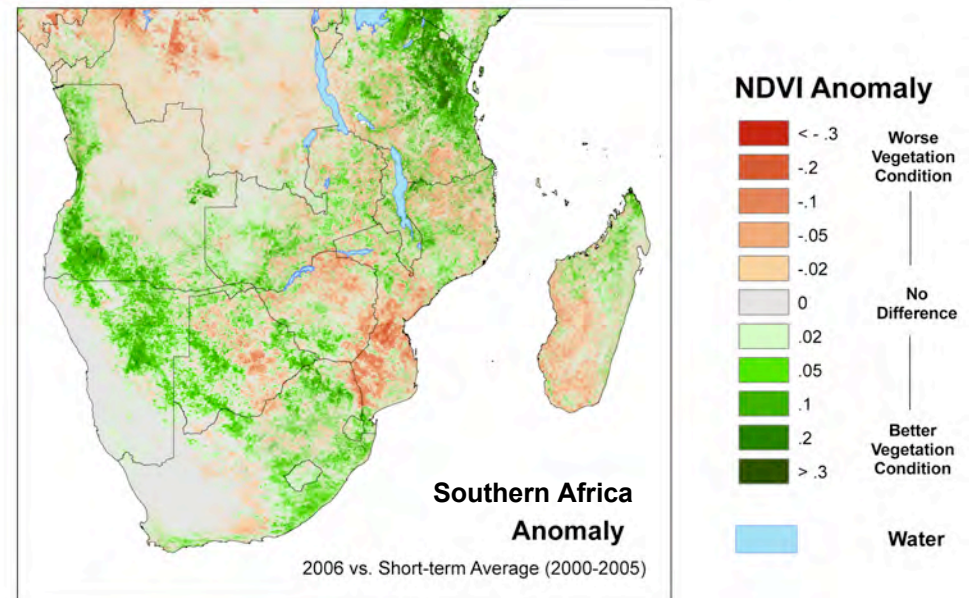 NDVI Anomaly
< - .3
-.2
-.1
-.05
-.02
0
.02
.05
.1
.2
> .3
Worse
Vegetation
Condition
No
Difference
Better
Vegetation
Condition
Water
Southern Africa
Anomaly
2006 vs. Short-term Average (2000-2005)